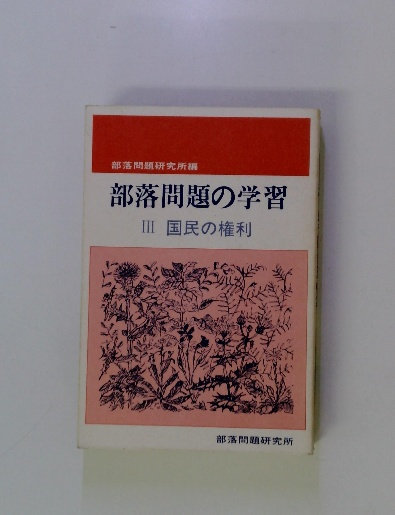 部落問題研究所編
部落問題の学習
III 国民の権利
部落問題研究所